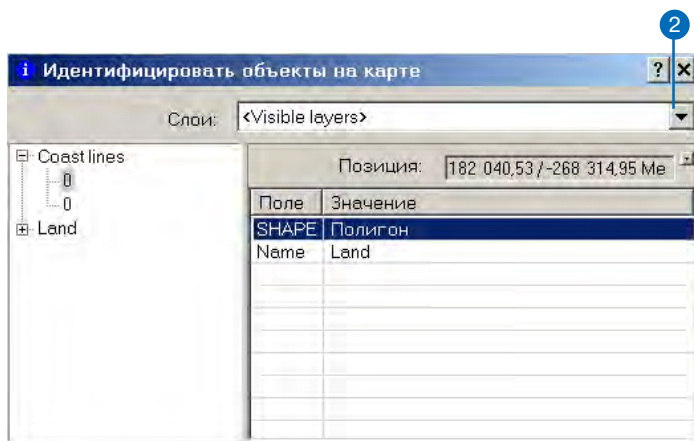 2
Идентифицировать объекты на карте
Слои: <Visible layers>
Coast lines
0
0
Land
Позиция: 182 040,53/-268 314,95 Me
Поле Значение
SHAPE Полигон
Name Land